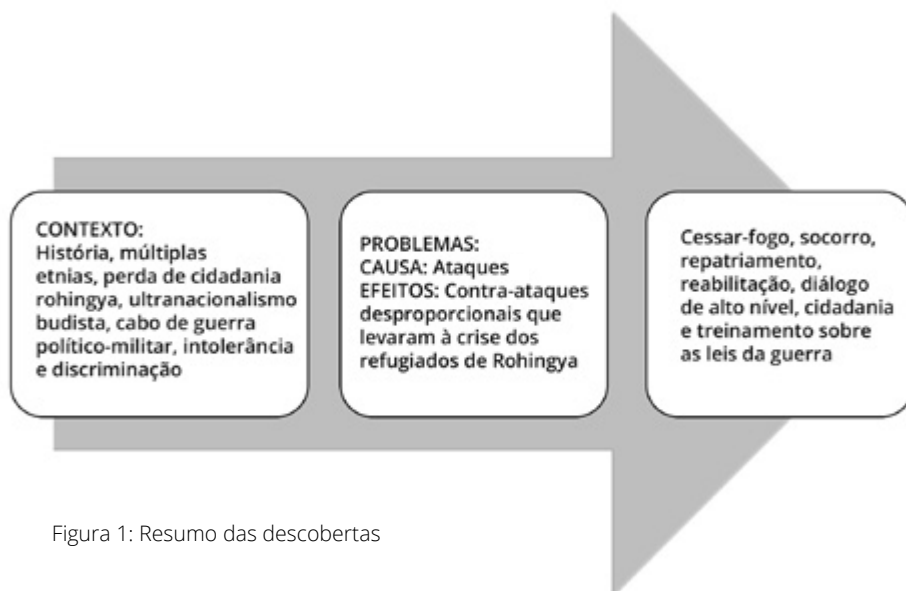 CONTEXTO:
História, múltiplas
etnias, perda de cidadania
rohingya, ultranacionalismo
budista, cabo de guerra
político-militar, intolerância
e discriminação
PROBLEMAS:
CAUSA: Ataques
EFEITOS: Contra-ataques
desproporcionais que
levaram à crise dos
refugiados de Rohingya
Cessar-fogo, socorro,
repatriamento,
reabilitação, diálogo
de alto nível, cidadania
e treinamento sobre
as leis da guerra
Figura 1: Resumo das descobertas